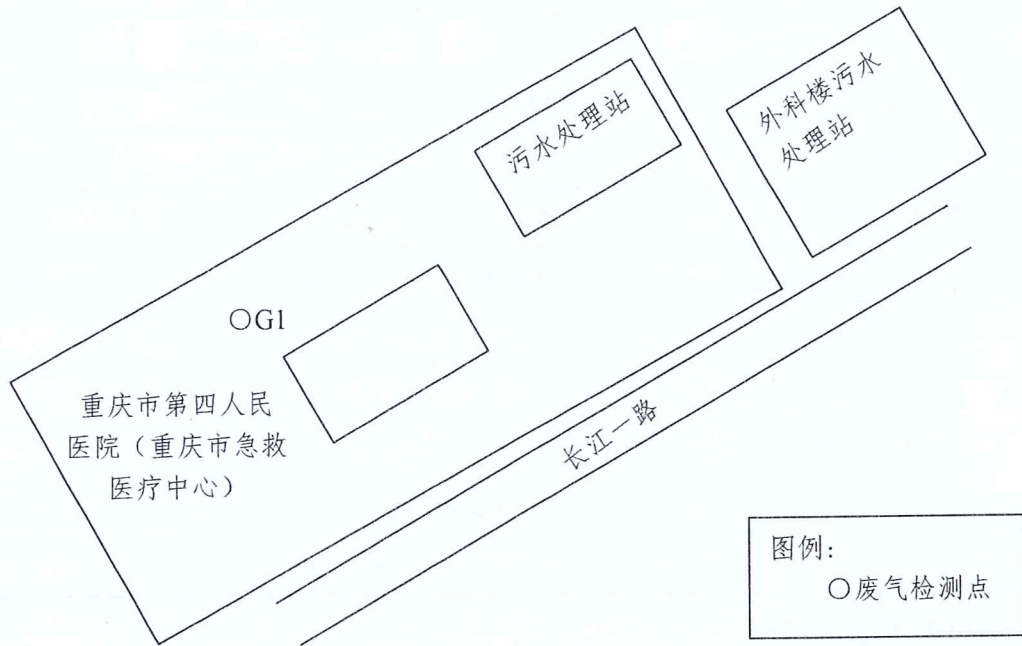 外科楼污水
处理站
污水处理站
○G1
重庆市第四人民
医院（重庆市急救
医疗中心）
长江一路
图例:
○废气检测点